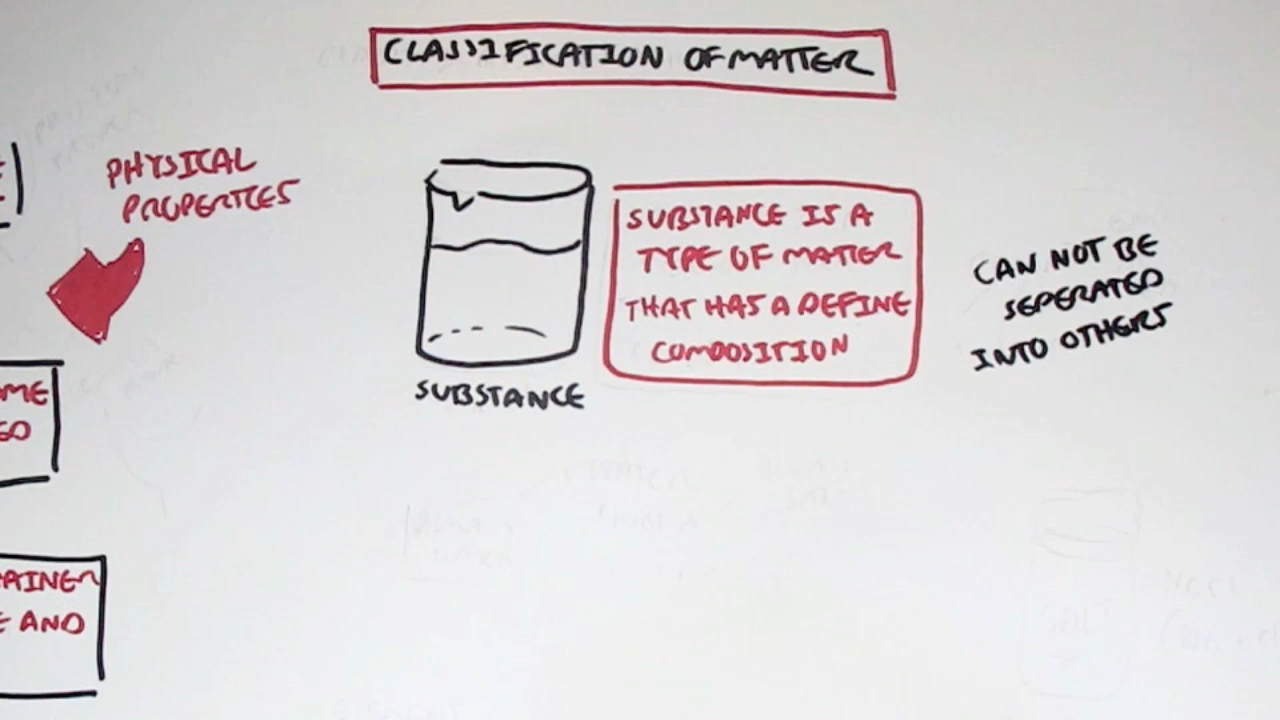 CLASSIFICATION OF MATTER
PHYSICAL
PROPERTIES
SUBSTANCE IS A
TYPE OF MATTER
THAT HAS A DEFINE
COMPOSITION
SUBSTANCE
CAN NOT BE
SEPERATED
INTO OTHERS
AND